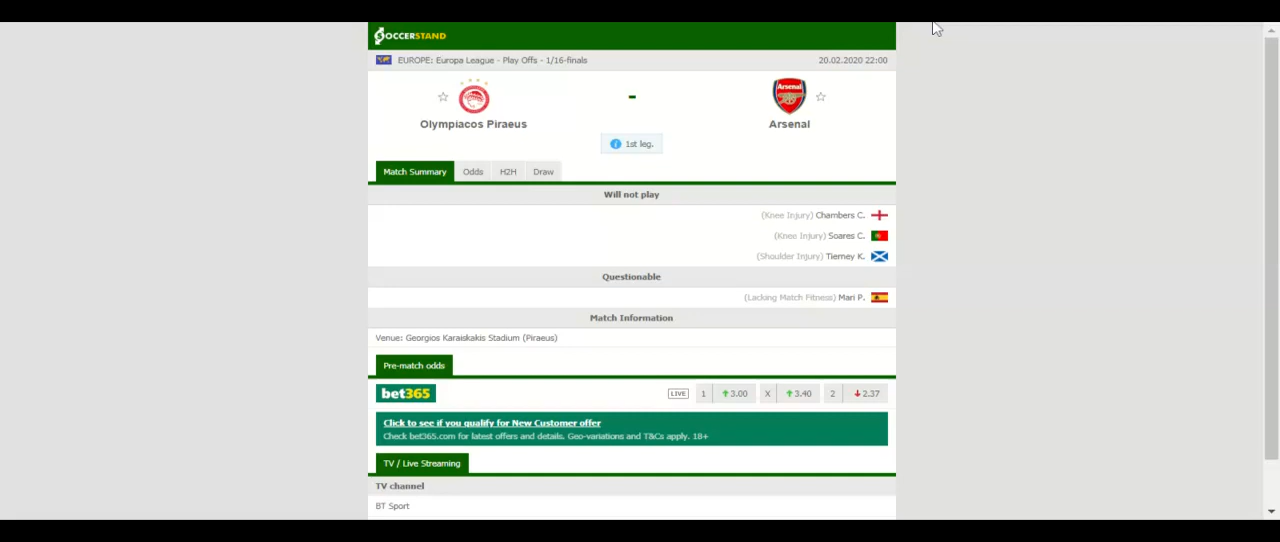 SOCCERSTAND
EUROPE: Europa League - Play Offs - 1/16-finals 20.02.2020 22:00
-
Arsenal
Olympiacos Piraeus Arsenal
1st leg.
Match Summary Odds H2H Draw
Will not play
(Knee Injury) Chambers C.
(Knee Injury) Soares C.
(Shoulder Injury) Tierney K.
Questionable
(Lacking Match Fitness) Mari P.
Match Information
Venue: Georgios Karaiskakis Stadium (Piraeus)
Pre-match odds
bet365 LIVE 1 3.00 X 3.40 2 2.37
Click to see if you qualify for New Customer offer
Check bet365.com for latest offers and details. Geo-variations and T&Cs apply. 18+
TV / Live Streaming
TV channel
BT Sport